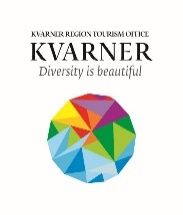 KVARNER REGION TOURISM OFFICE
KVARNER
Diversity is beautiful